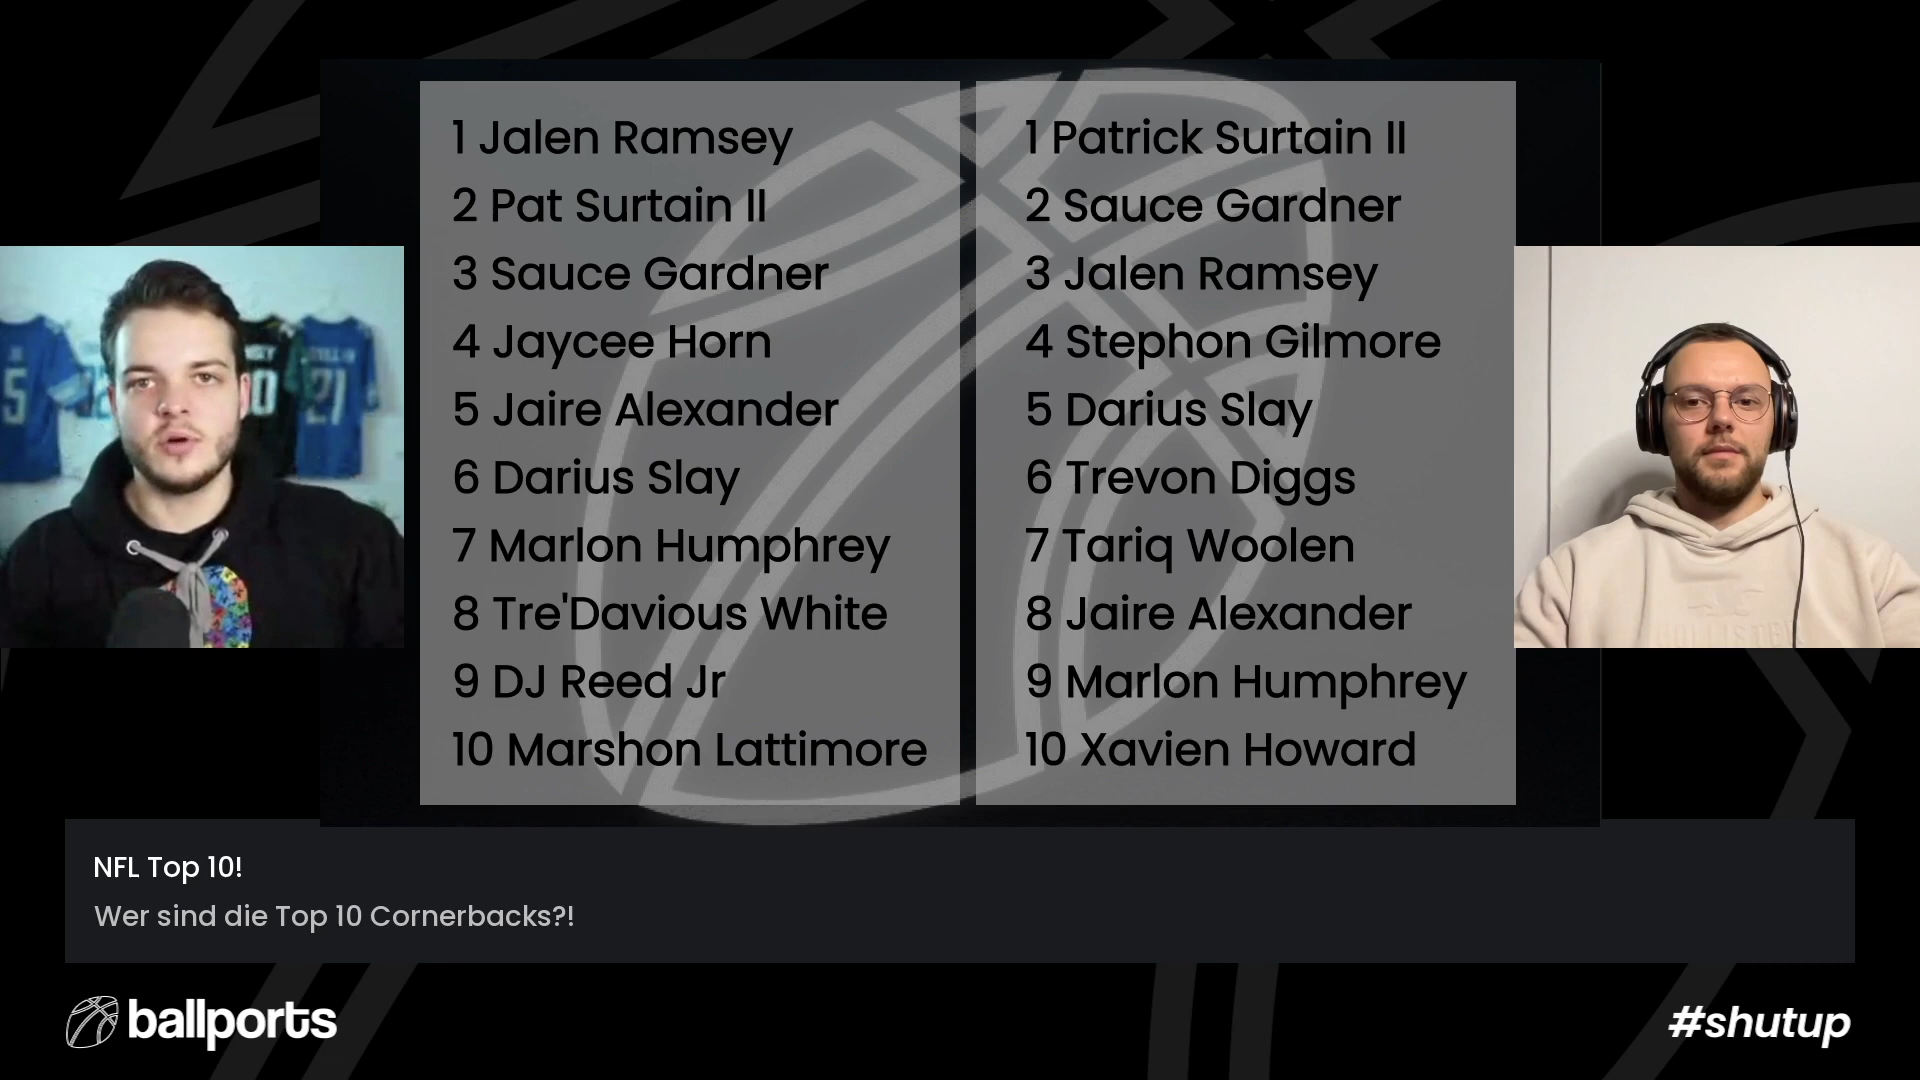 1 Jalen Ramsey
2 Pat Surtain II
3 Sauce Gardner
4 Jaycee Horn
5 Jaire Alexander
6 Darius Slay
7 Marlon Humphrey
8 Tre'Davious White
9 DJ Reed Jr
10 Marshon Lattimore
1 Patrick Surtain II
2 Sauce Gardner
3 Jalen Ramsey
4 Stephon Gilmore
5 Darius Slay
6 Trevon Diggs
7 Tariq Woolen
8 Jaire Alexander
9 Marlon Humphrey
10 Xavien Howard
5
21
NFL Top 10!
Wer sind die Top 10 Cornerbacks?!
ballports
#shutup